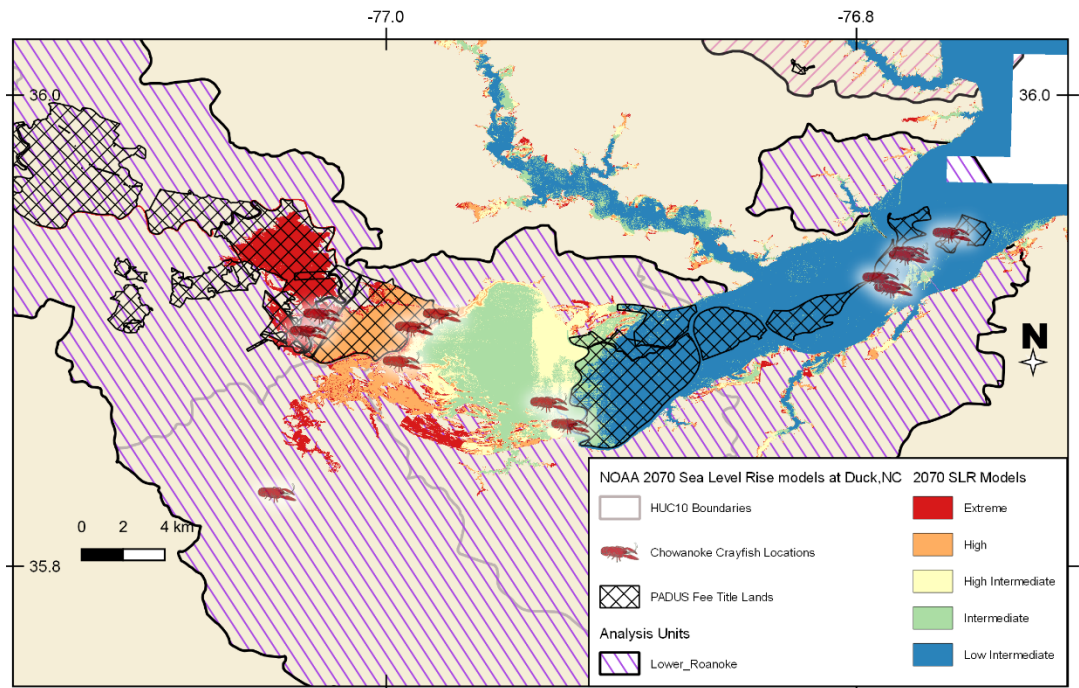 -77.0
-76.8
36.0
36.0
N
0 2 4 km
35.8
NOAA 2070 Sea Level Rise models at Duck,NC
HUC10 Boundaries
Chowanoke Crayfish Locations
PADUS Fee Title Lands
Analysis Units
Lower_Roanoke
2070 SLR Models
Extreme
High
High Intermediate
Intermediate
Low Intermediate